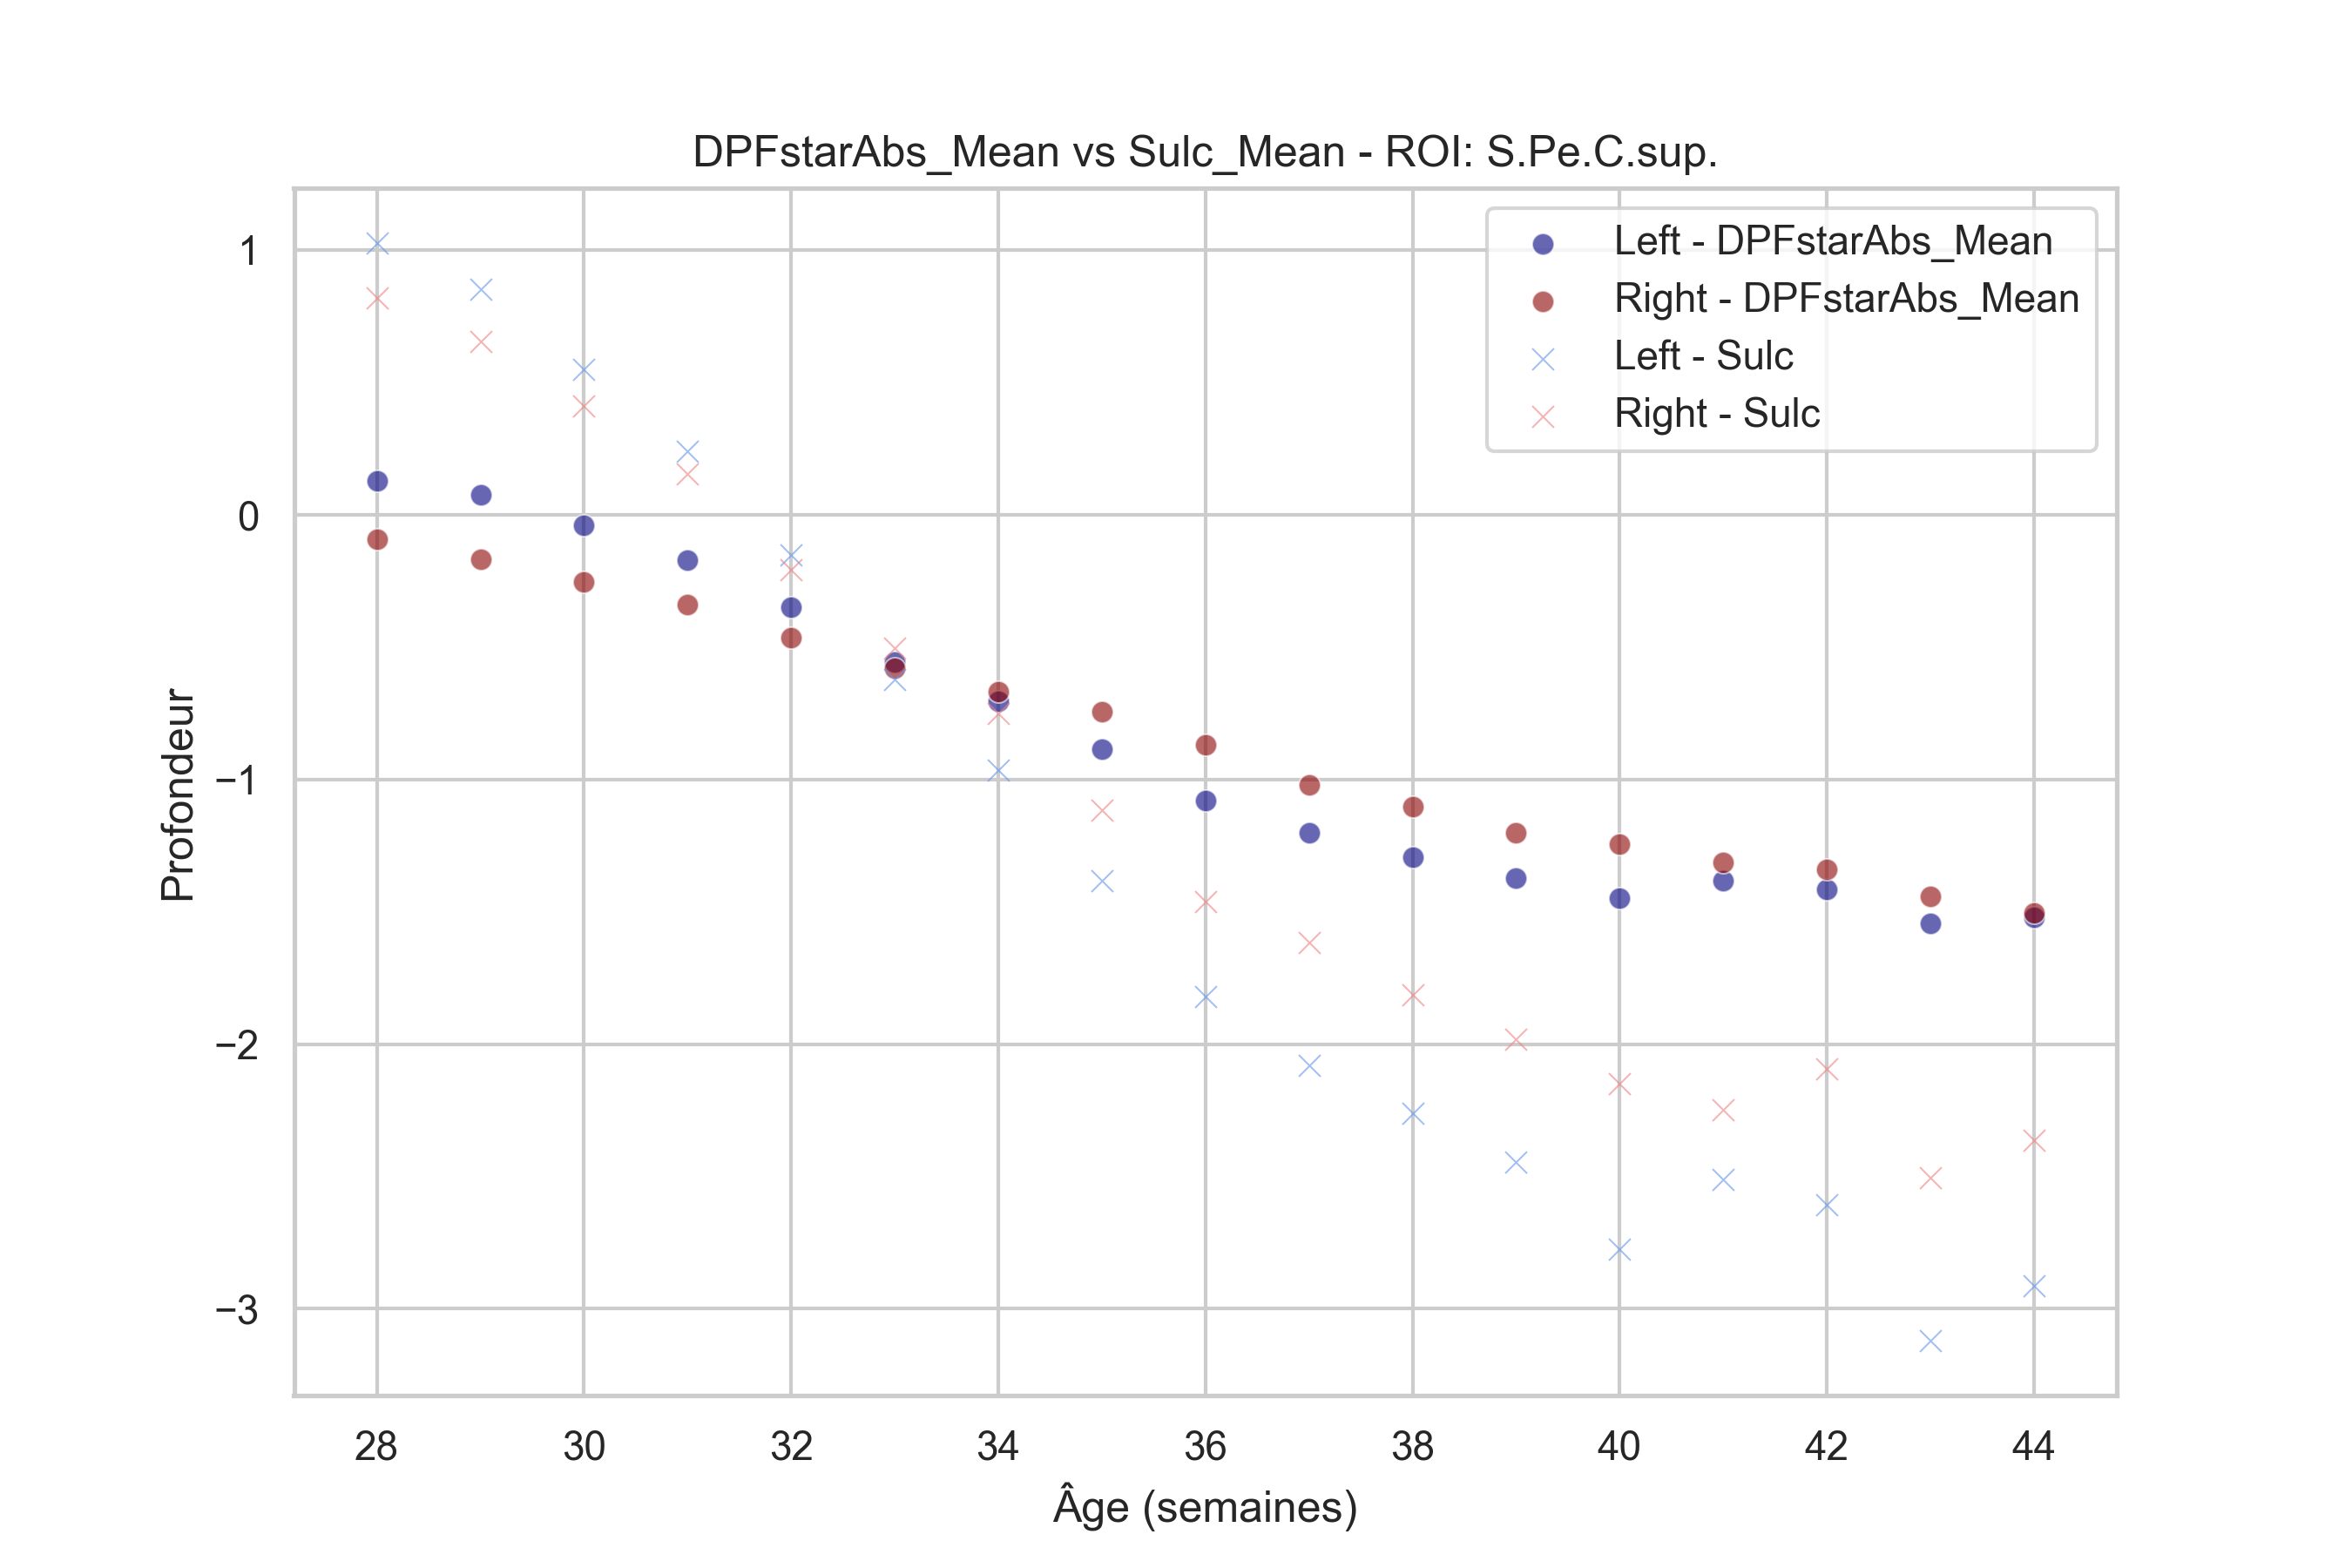 DPFstarAbs_Mean vs Sulc_Mean - ROI: S.Pe.C.sup.
Left - DPFstarAbs_Mean
Right - DPFstarAbs_Mean
Left - Sulc
Right - Sulc
1
0
−1
−2
−3
Profondeur
28 30 32 34 36 38 40 42 44
Âge (semaines)